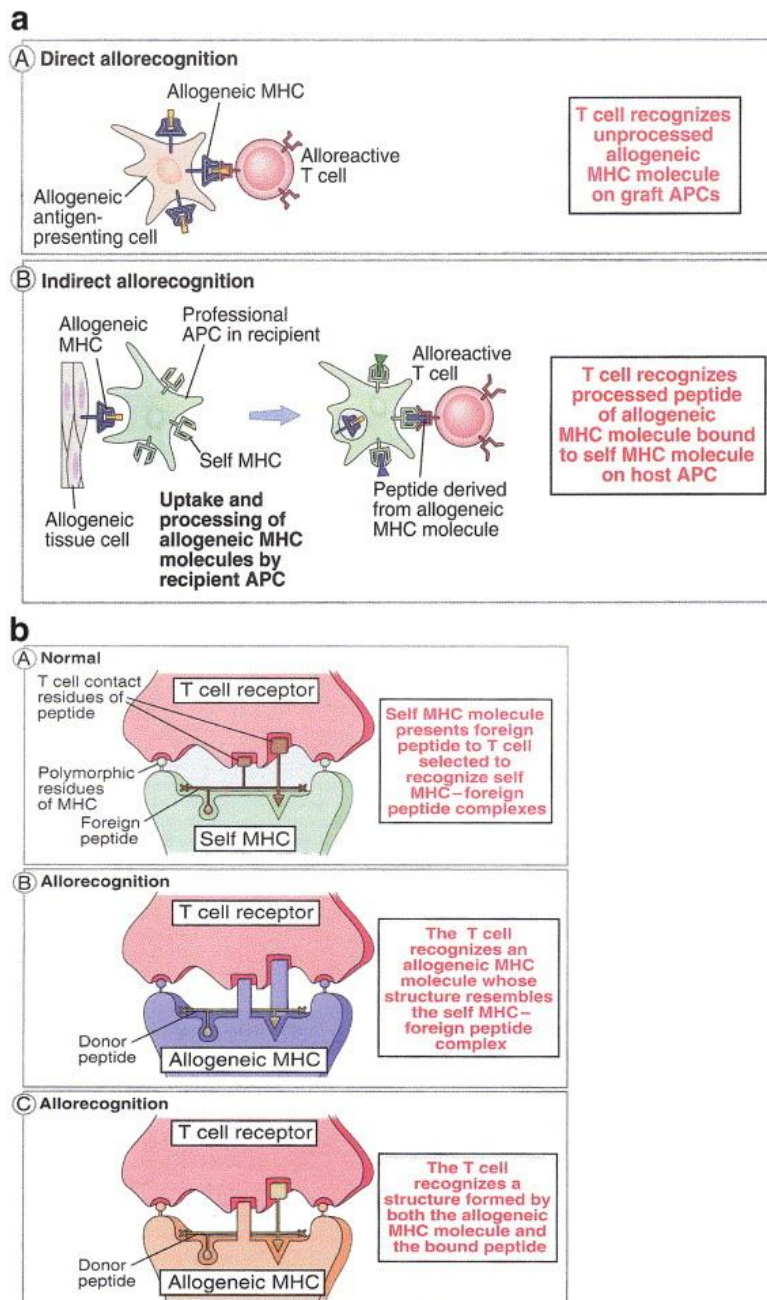 a
A Direct allorecognition
Allogeneic MHC
Alloreactive
T cell
Allogeneic
antigen-
presenting cell
T cell recognizes
unprocessed
allogeneic
MHC molecule
on graft APCs
B Indirect allorecognition
Allogeneic
MHC
Professional
APC in recipient
Self MHC
Allogeneic
tissue cell
Uptake and
processing of
allogeneic MHC
molecules by
recipient APC
Alloreactive
T cell
Peptide derived
from allogeneic
MHC molecule
T cell recognizes
processed peptide
of allogeneic
MHC molecule bound
to self MHC molecule
on host APC
b
A Normal
T cell contact
residues of
peptide
T cell receptor
Polymorphic
residues
of MHC
Foreign
peptide
Self MHC
Self MHC molecule
presents foreign
peptide to T cell
selected to
recognize self
MHC–foreign
peptide complexes
B Allorecognition
T cell receptor
Donor
peptide
Allogeneic MHC
The T cell
recognizes an
allogeneic MHC
molecule whose
structure resembles
the self MHC–
foreign peptide
complex
C Allorecognition
T cell receptor
Donor
peptide
Allogeneic MHC
The T cell
recognizes a
structure formed by
both the allogeneic
MHC molecule and
the bound peptide